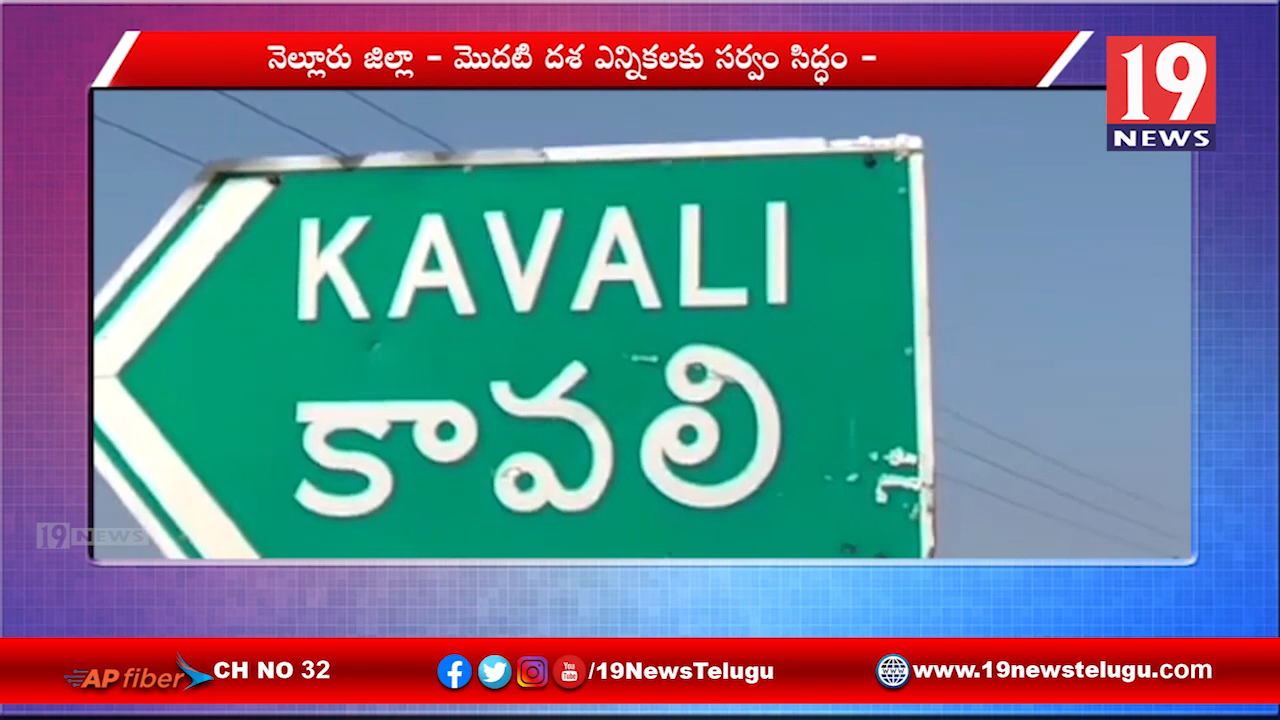 నెల్లూరు జిల్లా - మొదటి దశ ఎన్నికలకు సర్వం సిద్ధం -
19
NEWS
KAVALI
కావలి
19 NEWS
AP fiber CH NO 32
/19NewsTelugu
www.19newstelugu.com